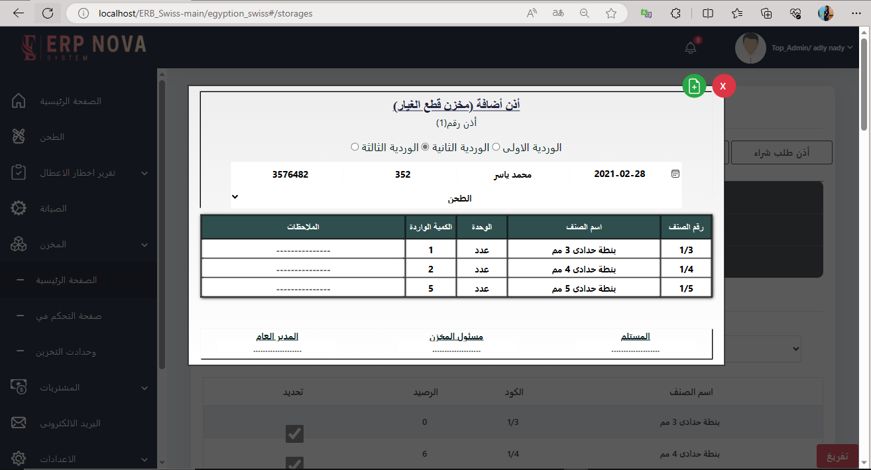 localhost/ERB_Swiss-main/egyption_swiss#/storages
ERP NOVA
SYSTEM
Top_Admin/ adly nady
الصفحة الرئيسية
الطحن
تقرير اخطار الاعطال
الصيانة
المخزن
الصفحة الرئيسية
صفحة التحكم في
وحدادت التخزين
المشتريات
البريد الالكترونى
الاعدادات
أذن طلب شراء
X
أذن أضافة (مخزن قطع الغيار)
أذن رقم(1)
الوردية الاولى الوردية الثانية الوردية الثالثة
2021-02-28 محمد ياسر 352 3576482
الطحن
رقم الصنف اسم الصنف الوحدة الكمية الواردة الملاحظات
1/3 بنطة حدادى 3 مم عدد 1 ---------------
1/4 بنطة حدادى 4 مم عدد 2 ---------------
1/5 بنطة حدادى 5 مم عدد 5 ---------------
المستلم مسئول المخزن المدير العام
.................... .................... ....................
اسم الصنف الكود الرصيد تحديد
بنطة حدادى 3 مم 1/3 0
بنطة حدادى 4 مم 1/4 6
تفريغ